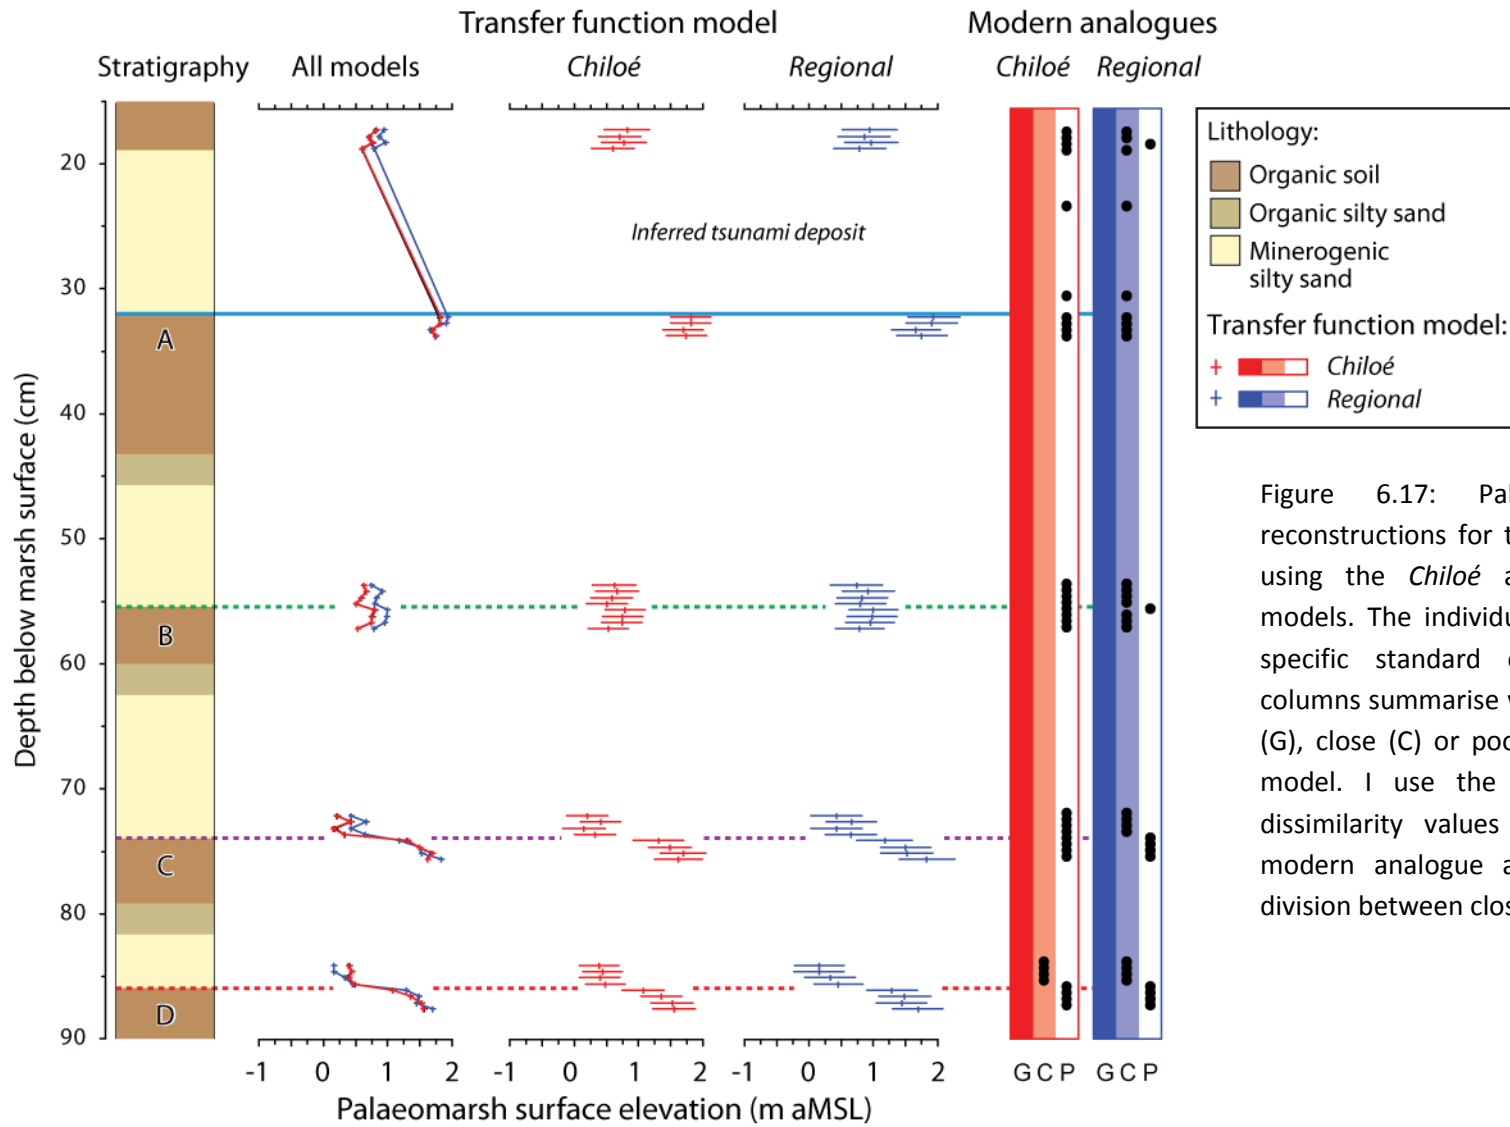 Transfer function model
Modern analogues
Stratigraphy All models Chiloé Regional Chiloé Regional
Depth below marsh surface (cm)
20
30
40
50
60
70
80
90
A
B
C
D
Inferred tsunami deposit
-1 0 1 2 -1 0 1 2 -1 0 1 2
G C P G C P
Palaeomarsh surface elevation (m aMSL)
Lithology:
Organic soil
Organic silty sand
Minerogenic
silty sand
Transfer function model:
Chiloé
Regional
Figure 6.17:
reconstructions for
using the Chiloé
models. The
specific standard
columns summarise
(G), close (C) or
model. I use the
dissimilarity values
modern analogue
division between